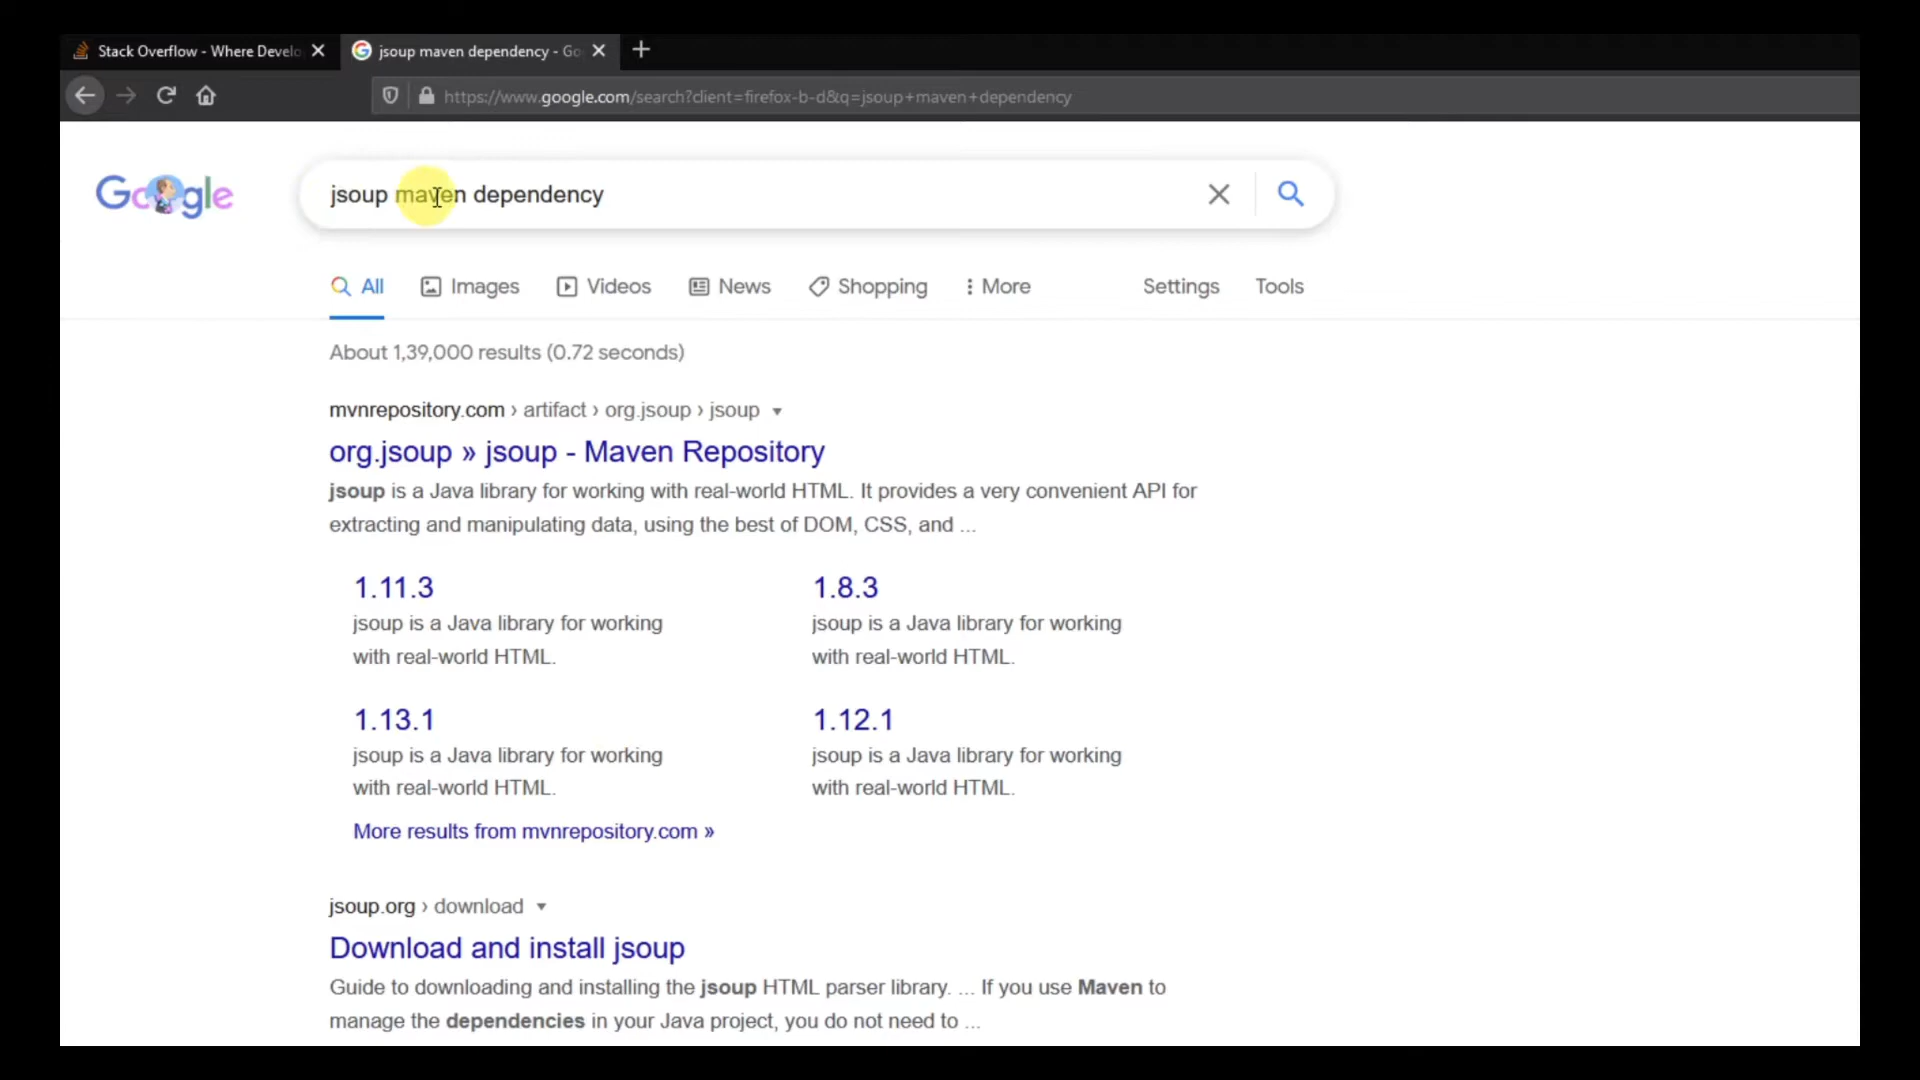 Stack Overflow - Where Develo
jsoup maven dependency - Go
https://www.google.com/search?client=firefox-b-d&q=jsoup+maven+dependency
Google
jsoup maven dependency
All Images Videos News Shopping More Settings Tools
About 1,39,000 results (0.72 seconds)
mvnrepository.com › artifact › org.jsoup › jsoup
org.jsoup » jsoup - Maven Repository
jsoup is a Java library for working with real-world HTML. It provides a very convenient API for
extracting and manipulating data, using the best of DOM, CSS, and ...
1.11.3
jsoup is a Java library for working
with real-world HTML.
1.8.3
jsoup is a Java library for working
with real-world HTML.
1.13.1
jsoup is a Java library for working
with real-world HTML.
1.12.1
jsoup is a Java library for working
with real-world HTML.
More results from mvnrepository.com »
jsoup.org › download
Download and install jsoup
Guide to downloading and installing the jsoup HTML parser library. ... If you use Maven to
manage the dependencies in your Java project, you do not need to ...